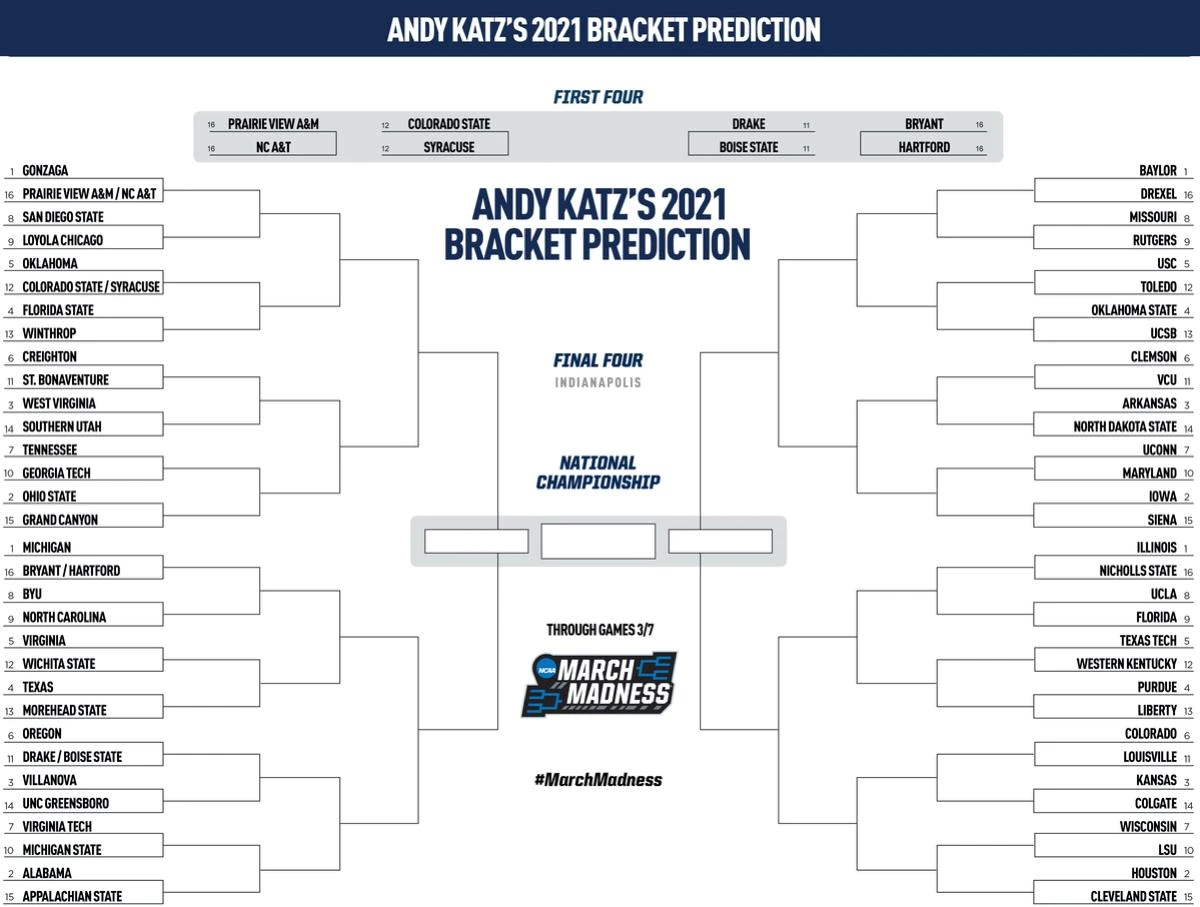 ANDY KATZ'S 2021 BRACKET PREDICTION
FIRST FOUR
16 PRAIRIE VIEW A&M
16 NC A&T
12 COLORADO STATE
12 SYRACUSE
DRAKE 11
BOISE STATE 11
BRYANT 16
HARTFORD 16
1 GONZAGA
16 PRAIRIE VIEW A&M / NC A&T
8 SAN DIEGO STATE
9 LOYOLA CHICAGO
5 OKLAHOMA
12 COLORADO STATE / SYRACUSE
4 FLORIDA STATE
13 WINTHROP
6 CREIGHTON
11 ST. BONAVENTURE
3 WEST VIRGINIA
14 SOUTHERN UTAH
7 TENNESSEE
10 GEORGIA TECH
2 OHIO STATE
15 GRAND CANYON
1 MICHIGAN
16 BRYANT / HARTFORD
8 BYU
9 NORTH CAROLINA
5 VIRGINIA
12 WICHITA STATE
4 TEXAS
13 MOREHEAD STATE
6 OREGON
11 DRAKE / BOISE STATE
3 VILLANOVA
14 UNC GREENSBORO
7 VIRGINIA TECH
10 MICHIGAN STATE
2 ALABAMA
15 APPALACHIAN STATE
ANDY KATZ'S 2021
BRACKET PREDICTION
FINAL FOUR
INDIANAPOLIS
NATIONAL
CHAMPIONSHIP
THROUGH GAMES 3/7
NCAA
MARCH
MADNESS
#MarchMadness
BAYLOR 1
DREXEL 16
MISSOURI 8
RUTGERS 9
USC 5
TOLEDO 12
OKLAHOMA STATE 4
UCSB 13
CLEMSON 6
VCU 11
ARKANSAS 3
NORTH DAKOTA STATE 14
UCONN 7
MARYLAND 10
IOWA 2
SIENA 15
ILLINOIS 1
NICHOLLS STATE 16
UCLA 8
FLORIDA 9
TEXAS TECH 5
WESTERN KENTUCKY 12
PURDUE 4
LIBERTY 13
COLORADO 6
LOUISVILLE 11
KANSAS 3
COLGATE 14
WISCONSIN 7
LSU 10
HOUSTON 2
CLEVELAND STATE 15